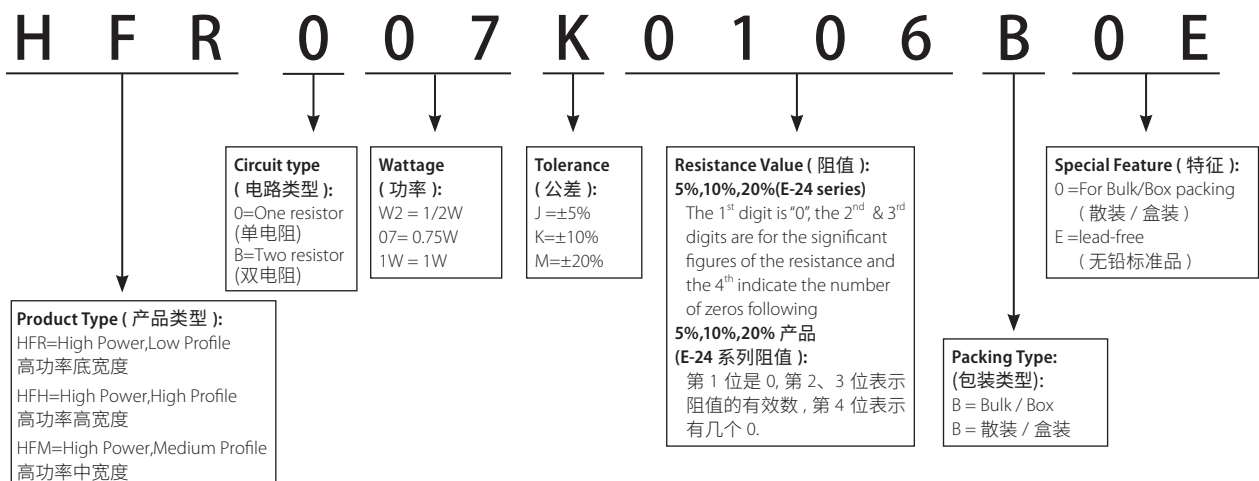 H F R 0 0 7 K 0 1 0 6 B 0 E
Circuit type
( 电路类型 ):
0=One resistor
(单电阻)
B=Two resistor
(双电阻)
Wattage
( 功率 ):
W2 = 1/2W
07= 0.75W
1W = 1W
Tolerance
( 公差 ):
J =±5%
K=±10%
M=±20%
Resistance Value ( 阻值 ):
5%,10%,20%(E-24 series)
The 1st digit is “0”, the 2nd & 3rd
digits are for the significant
figures of the resistance and
the 4th indicate the number
of zeros following
5%,10%,20% 产品
(E-24 系列阻值 ):
第 1 位是 0, 第 2、3 位表示
阻值的有效数 , 第 4 位表示
有几个 0.
Special Feature ( 特征 ):
0 =For Bulk/Box packing
( 散装 / 盒装 )
E =lead-free
( 无铅标准品 )
Product Type ( 产品类型 ):
HFR=High Power,Low Profile
高功率底宽度
HFH=High Power,High Profile
高功率高宽度
HFM=High Power,Medium Profile
高功率中宽度
Packing Type:
(包装类型):
B = Bulk / Box
B = 散装 / 盒装